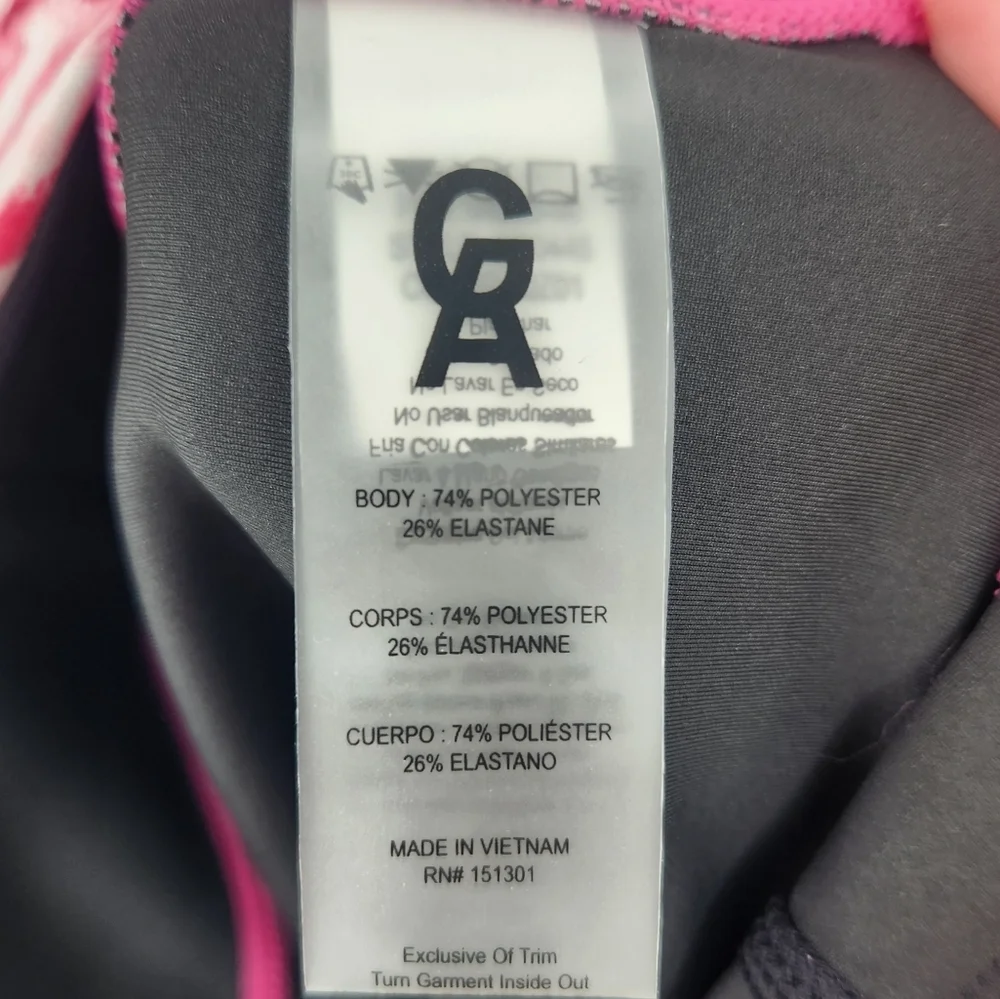 GA
BODY : 74% POLYESTER
26% ELASTANE
CORPS : 74% POLYESTER
26% ÉLASTHANNE
CUERPO : 74% POLIÉSTER
26% ELASTANO
MADE IN VIETNAM
RN# 151301
Exclusive Of Trim
Turn Garment Inside Out